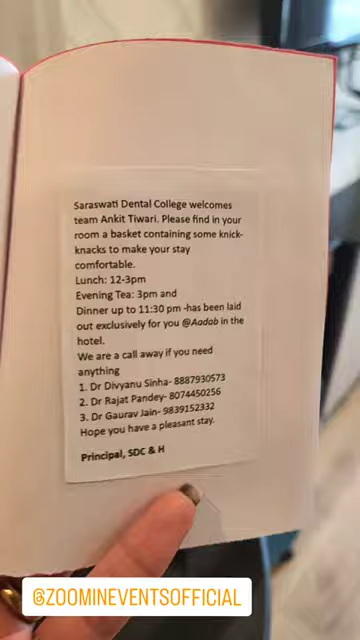 Saraswati Dental College welcomes
team Ankit Tiwari. Please find in your
room a basket containing some knick-
knacks to make your stay
comfortable.
Lunch: 12-3pm
Evening Tea: 3pm and
Dinner up to 11:30 pm -has been laid
out exclusively for you @Aadab in the
hotel.
We are a call away if you need
anything
1. Dr Divyanu Sinha- 8887930573
2. Dr Rajat Pandey- 8074450256
3. Dr Gaurav Jain- 9839152332
Hope you have a pleasant stay.
Principal, SDC & H
@ZOOMINEVENTSOFFICIAL